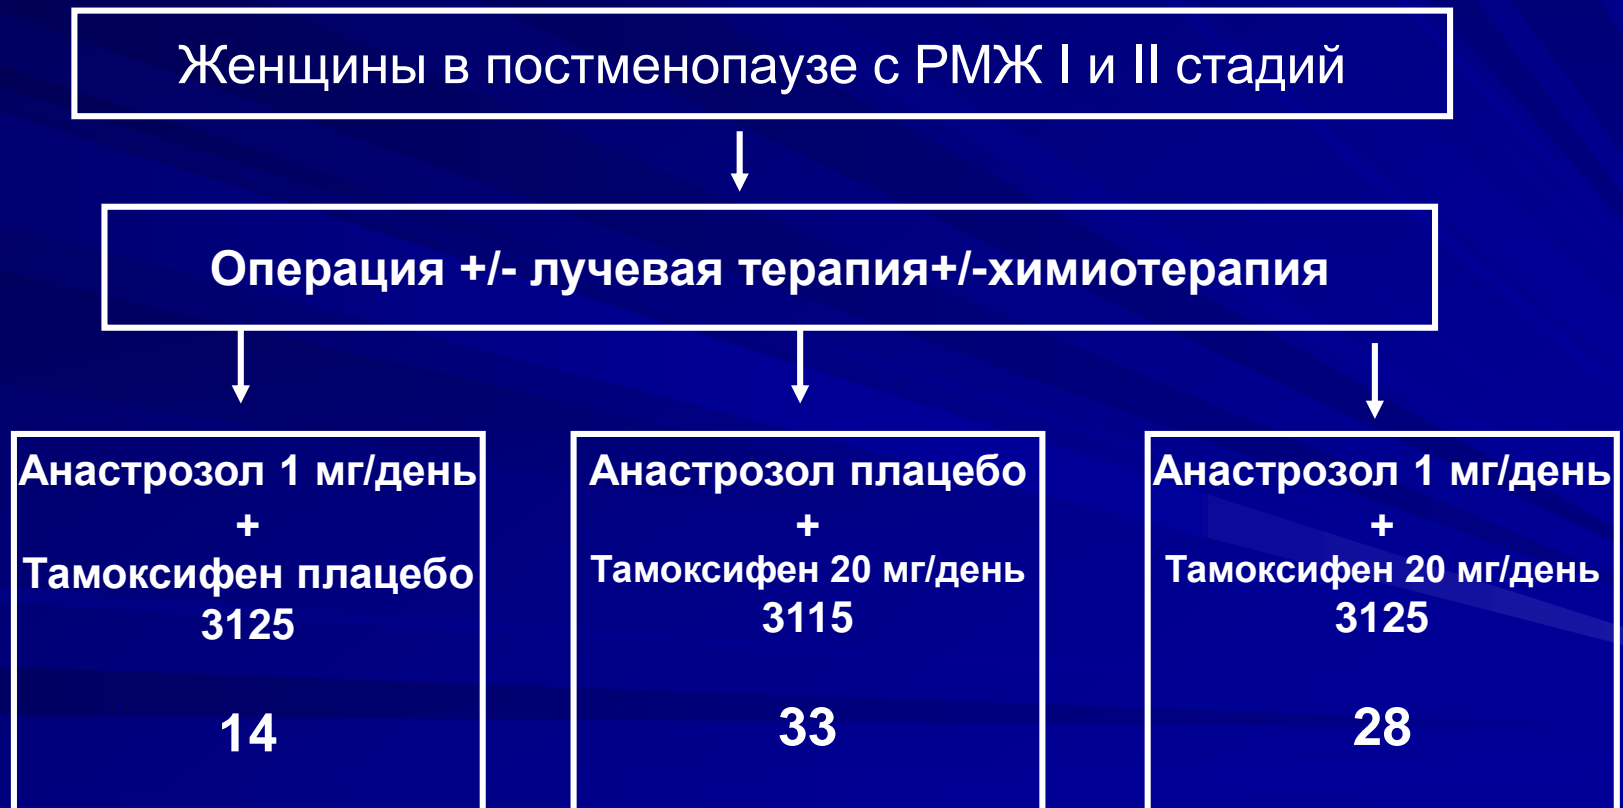 Женщины в постменопаузе с РМЖ I и II стадий
Операция +/- лучевая терапия+/-химиотерапия
Анастрозол 1 мг/день
+
Тамоксифен плацебо
3125
14
Анастрозол плацебо
+
Тамоксифен 20 мг/день
3115
33
Анастрозол 1 мг/день
+
Тамоксифен 20 мг/день
3125
28